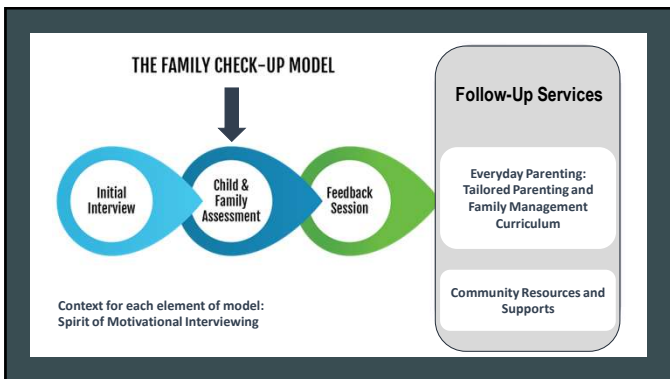 THE FAMILY CHECK-UP MODEL
Initial
Interview
Child &
Family
Assessment
Feedback
Session
Context for each element of model:
Spirit of Motivational Interviewing
Follow-Up Services
Everyday Parenting:
Tailored Parenting and
Family Management
Curriculum
Community Resources and
Supports